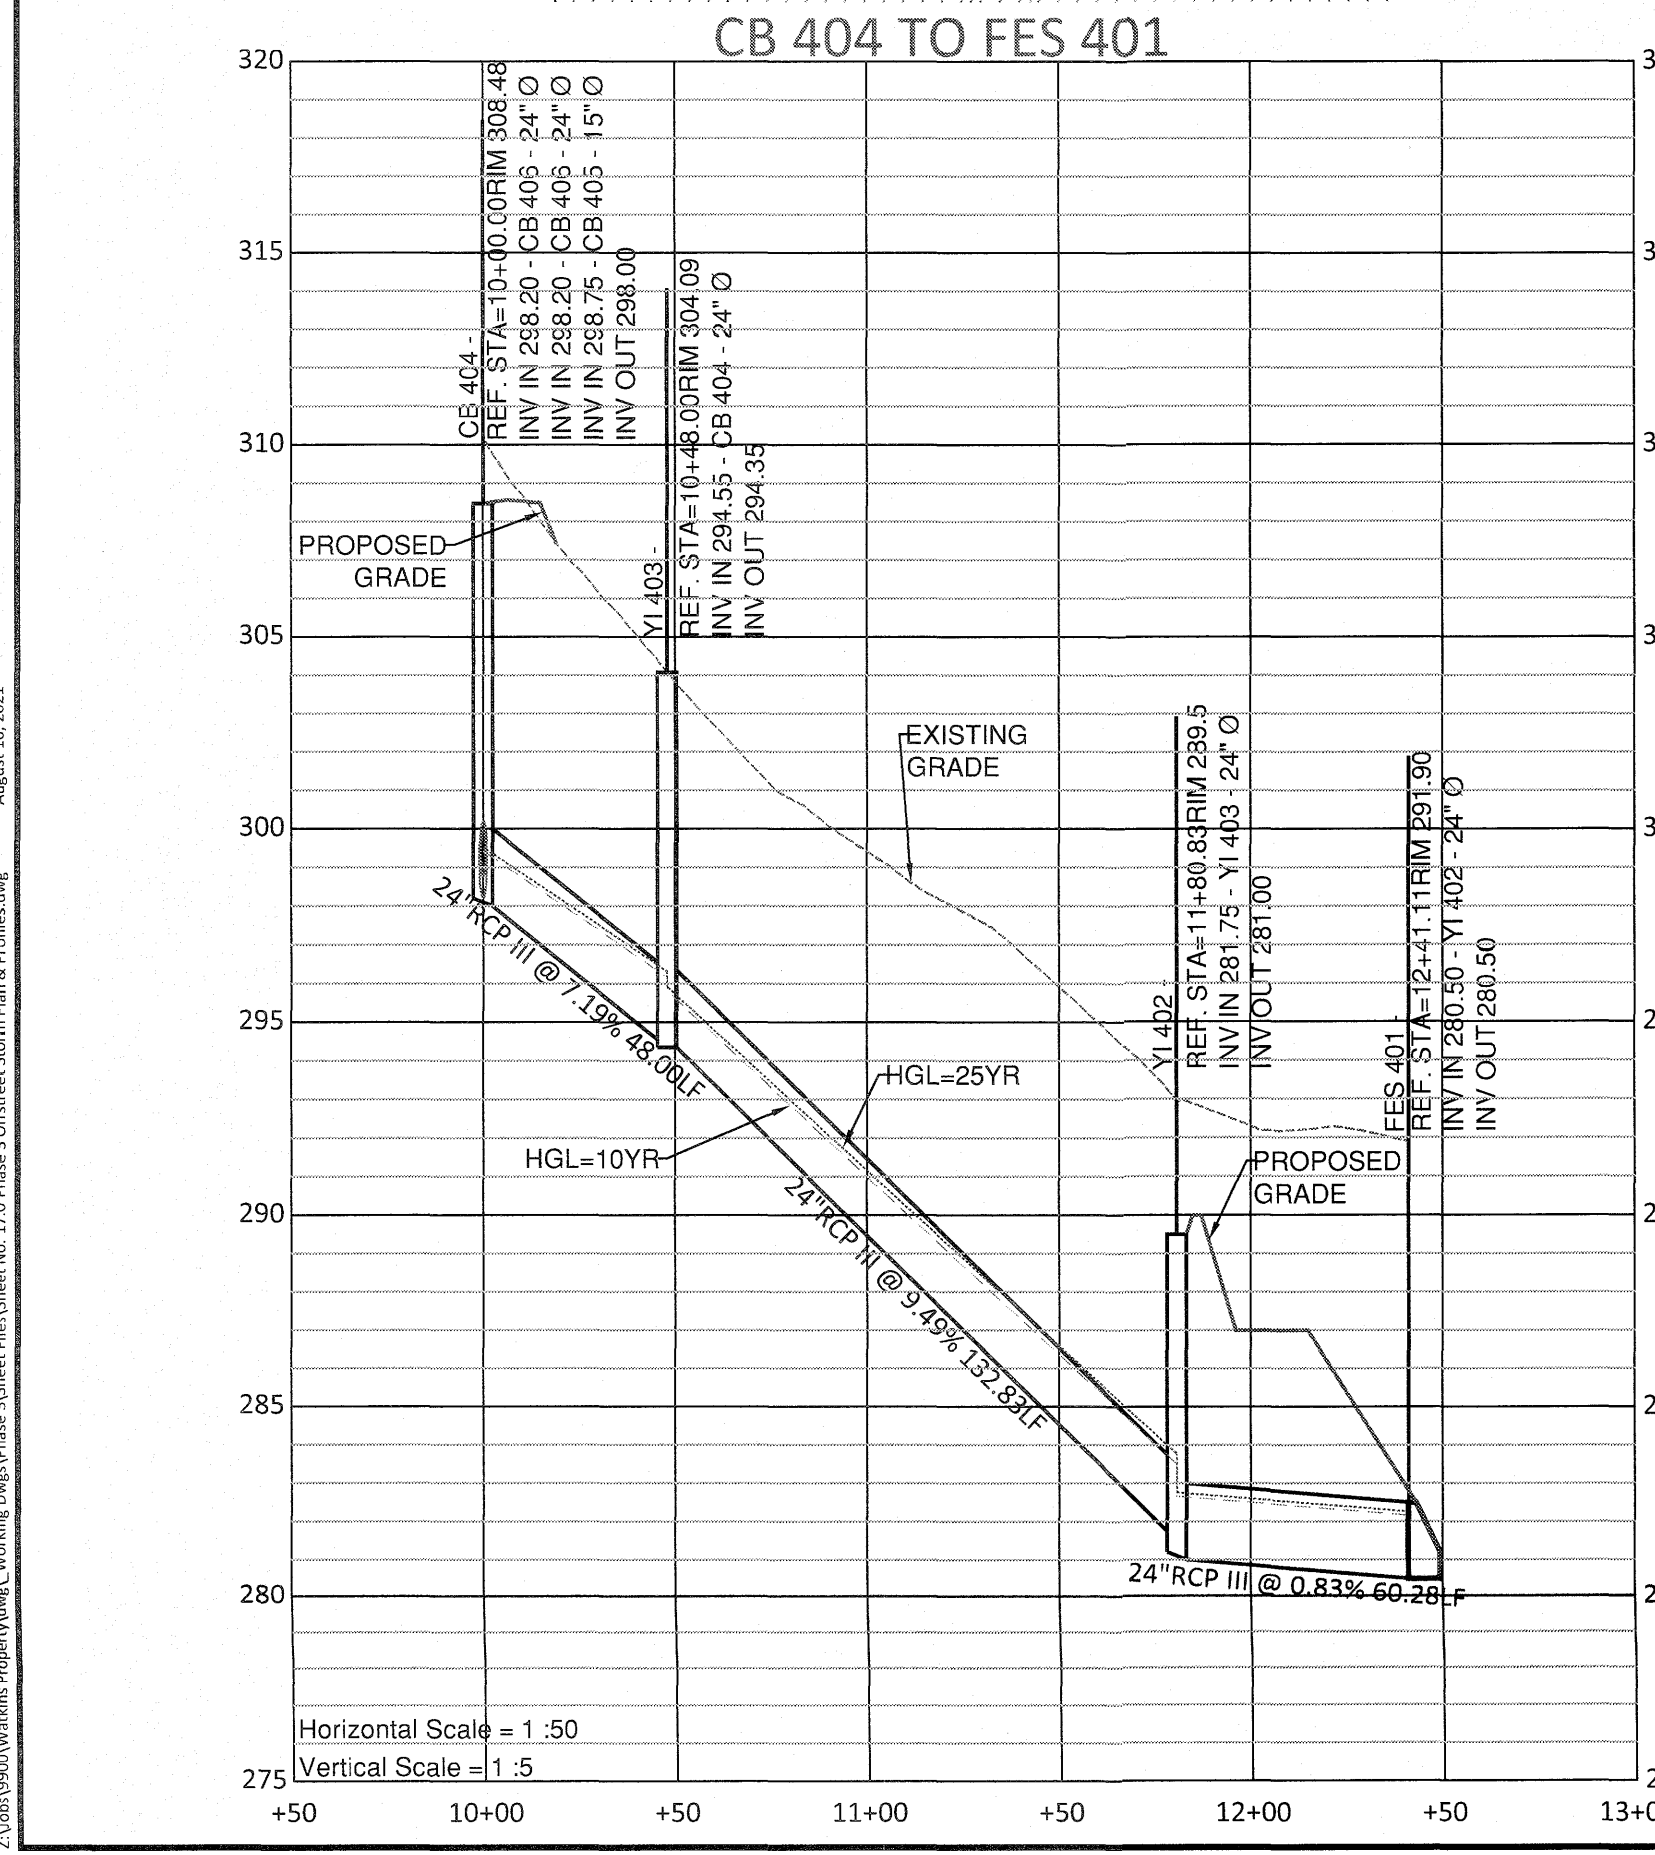 CB 404 TO FES 401
320
315
310
305
300
295
290
285
280
275
CB 404 -
REF. STA=10+00.00RIM 308.48
INV IN 298.20 - CB 406 - 24" Ø
INV IN 298.20 - CB 406 - 24" Ø
INV IN 298.75 - CB 405 - 15" Ø
INV OUT 298.00
YI 403 -
REF. STA=10+48.00RIM 304.09
INV IN 294.55 - CB 404 - 24" Ø
INV OUT 294.35
PROPOSED
GRADE
EXISTING
GRADE
YI 402 -
REF. STA=11+80.83RIM 289.5
INV IN 281.75 - YI 403 - 24" Ø
INV OUT 281.00
FES 401 -
REF. STA=12+41.11RIM 291.90
INV IN 280.50 - YI 402 - 24" Ø
INV OUT 280.50
24"RCP III @ 7.19% 48.00LF
HGL=25YR
HGL=10YR
PROPOSED
GRADE
24"RCP III @ 9.49% 132.83LF
24"RCP III @ 0.83% 60.28LF
Horizontal Scale = 1 :50
Vertical Scale = 1 :5
+50 10+00 +50 11+00 +50 12+00 +50